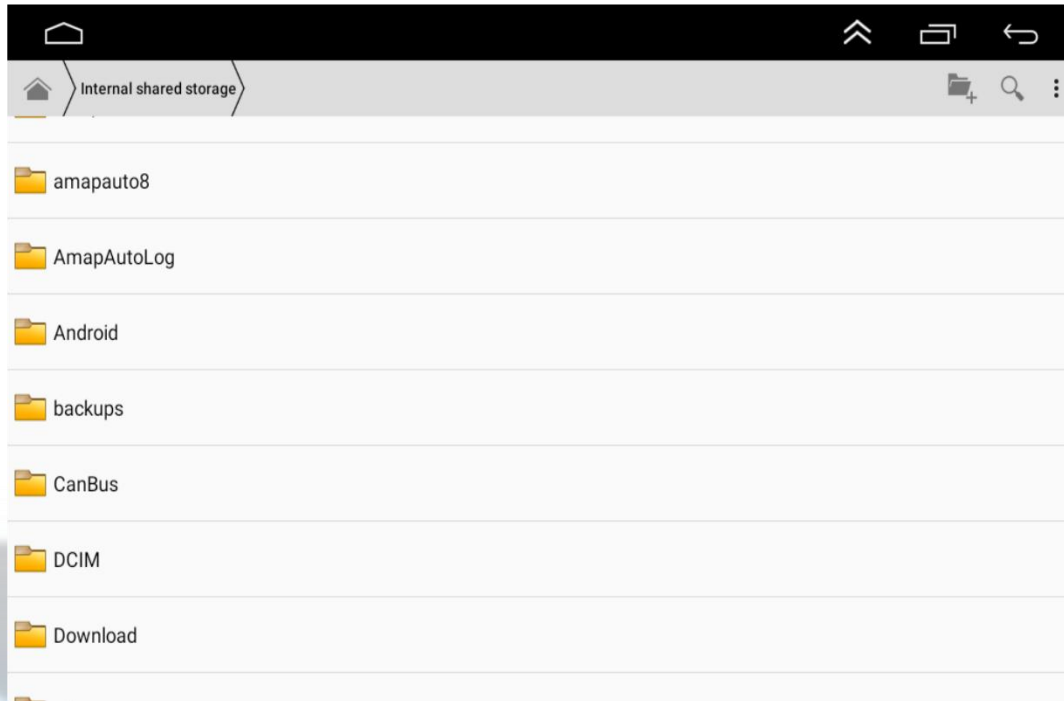 Internal shared storage
amapauto8
AmapAutoLog
Android
backups
CanBus
DCIM
Download